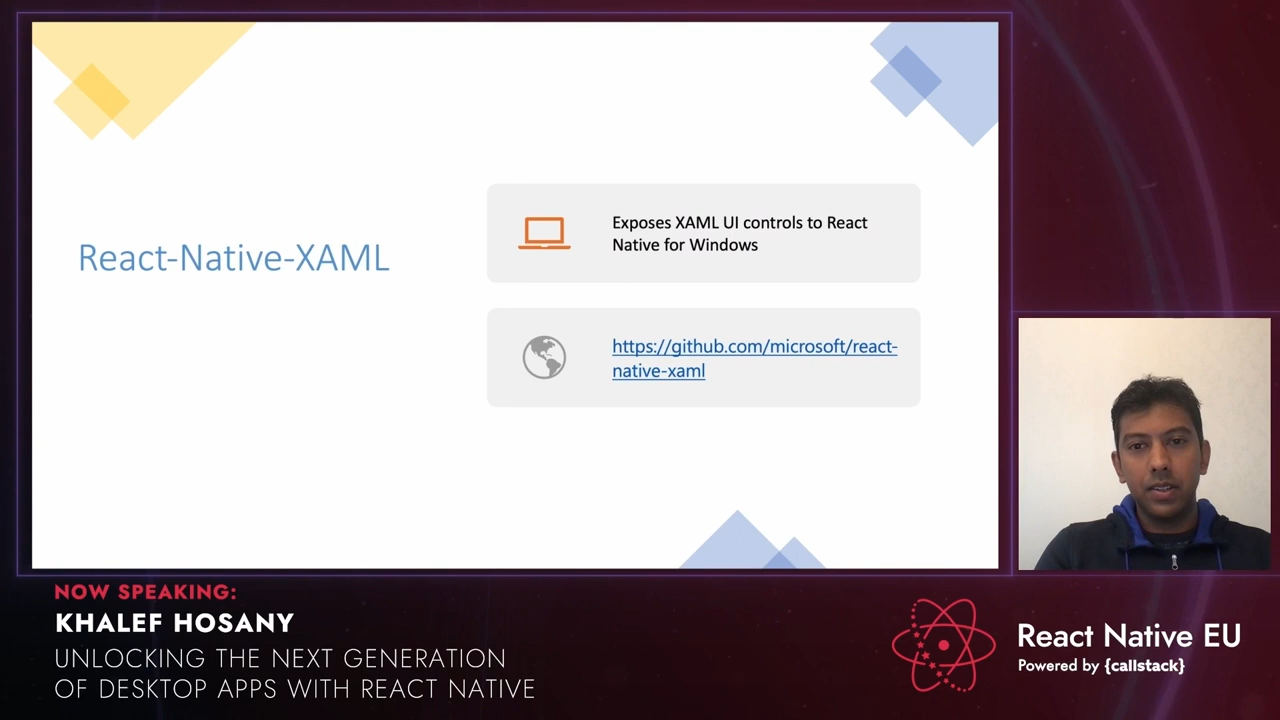 React-Native-XAML
Exposes XAML UI controls to React
Native for Windows
https://github.com/microsoft/react-
native-xaml
NOW SPEAKING:
KHALEF HOSANY
UNLOCKING THE NEXT GENERATION
OF DESKTOP APPS WITH REACT NATIVE
React Native EU
Powered by {callstack}